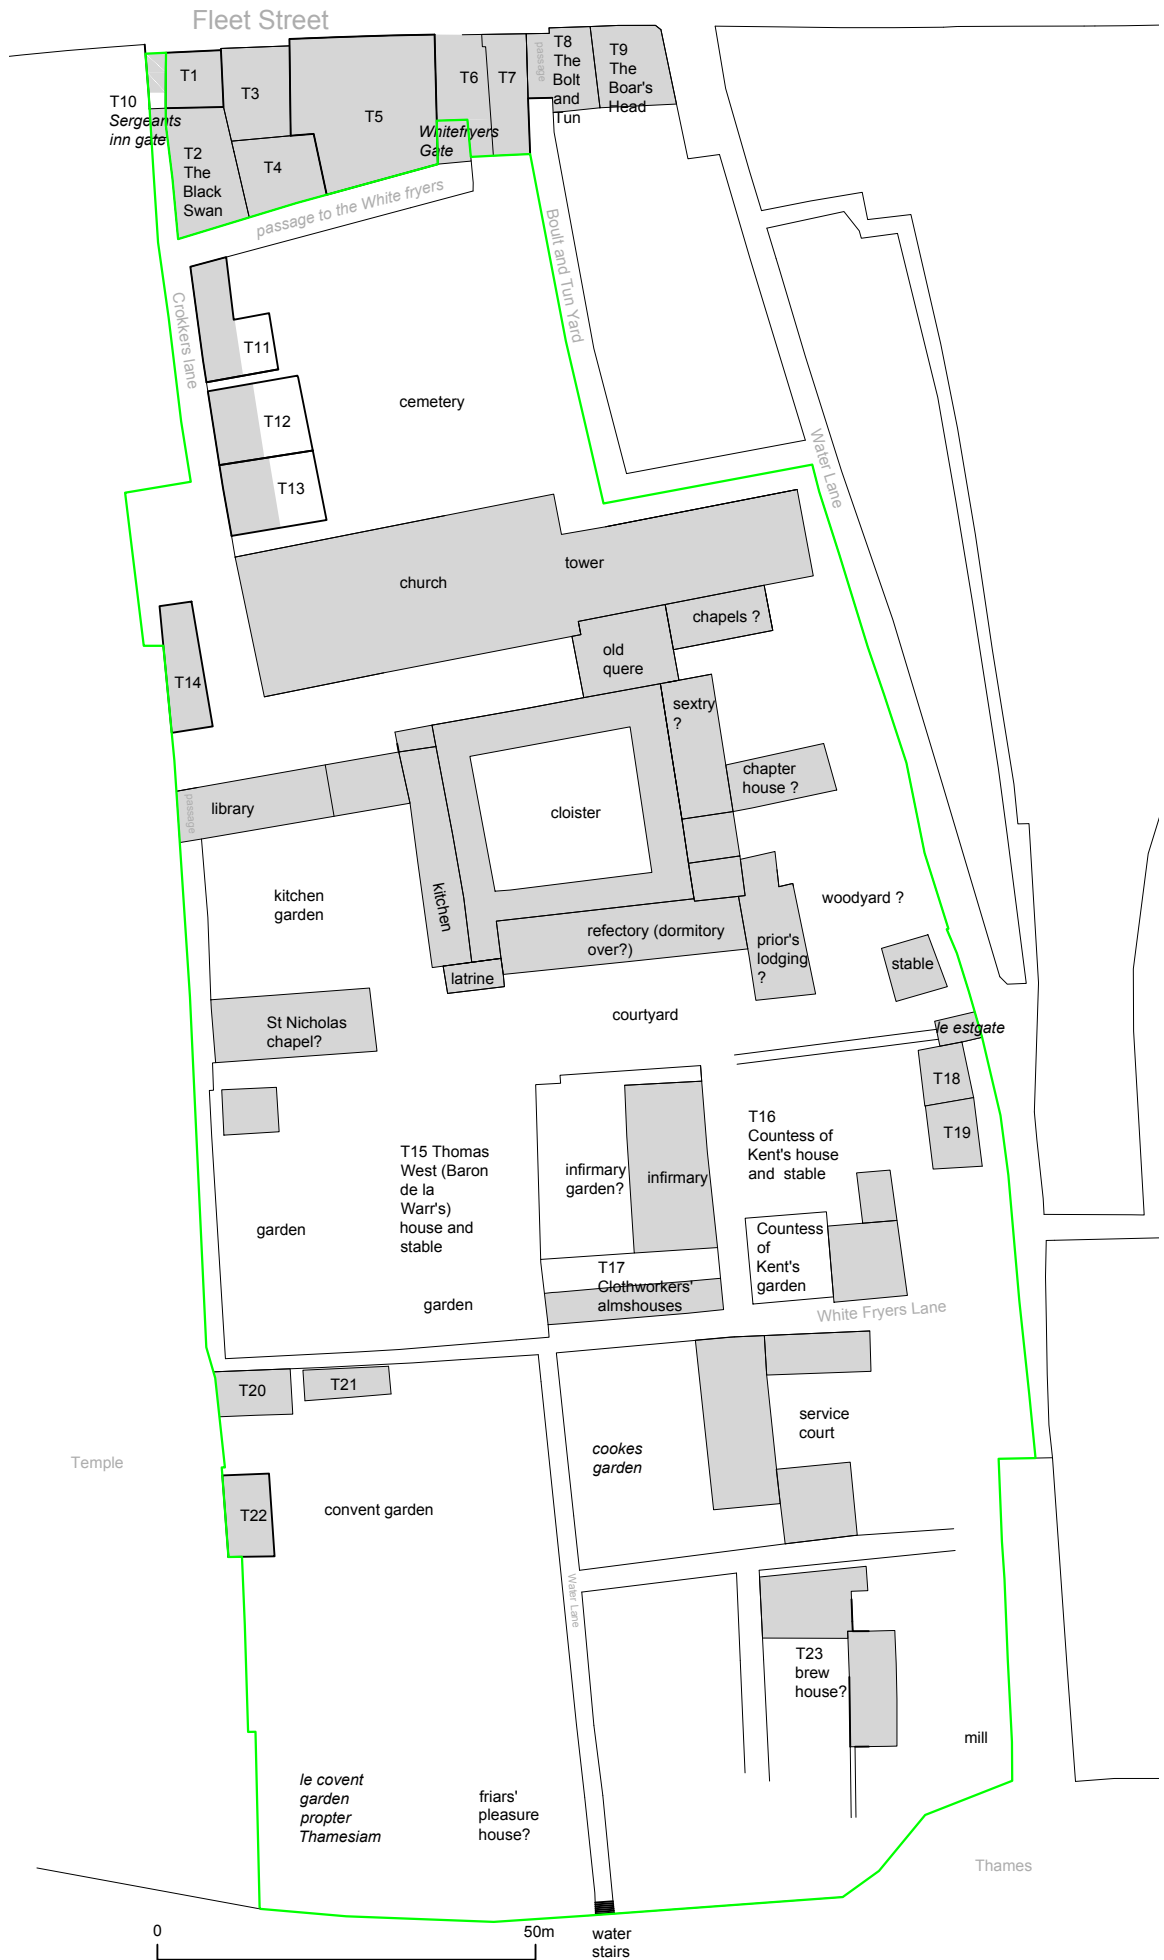 Fleet Street
T1
T3
T5
T6
T7
passage
T8
The
Bolt
and
Tun
T9
The
Boar's
Head
T10
Sergeants
inn gate
T2
The
Black
Swan
T4
Whitefryers
Gate
passage to the White fryers
Boult and Tun Yard
Crokkers lane
T11
T12
T13
cemetery
Water Lane
church
tower
chapels ?
old
quere
T14
sextry
?
chapter
house ?
passage
library
cloister
kitchen
garden
kitchen
woodyard ?
refectory (dormitory
over?)
prior's
lodging
?
stable
latrine
courtyard
St Nicholas
chapel?
le estgate
T18
T19
T15 Thomas
West (Baron
de la
Warr's)
house and
stable
infirmary
garden?
infirmary
T16
Countess of
Kent's house
and stable
garden
Countess
of
Kent's
garden
T17
Clothworkers'
almshouses
garden
White Fryers Lane
T20
T21
service
court
cookes
garden
Temple
T22
convent garden
Water Lane
T23
brew
house?
mill
le covent
garden
propter
Thamesiam
friars'
pleasure
house?
Thames
0
50m
water
stairs